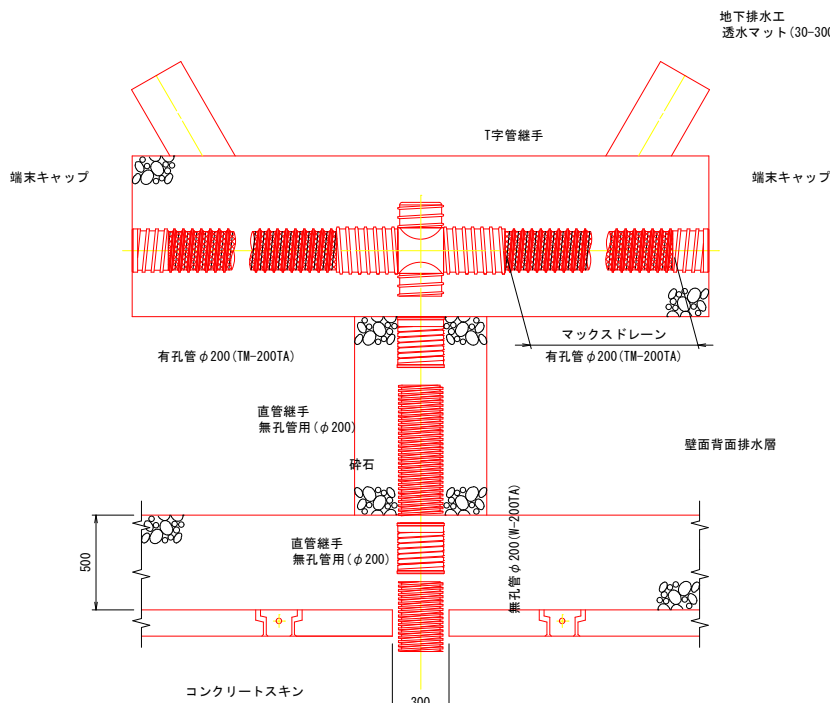 地下排水工
透水マット(30-300
T字管継手
端末キャップ
端末キャップ
マックスドレーン
有孔管φ200(TM-200TA)
有孔管φ200(TM-200TA)
直管継手
無孔管用(φ200)
壁面背面排水層
砕石
無孔管φ200(W-200TA)
直管継手
無孔管用(φ200)
500
コンクリートスキン
300